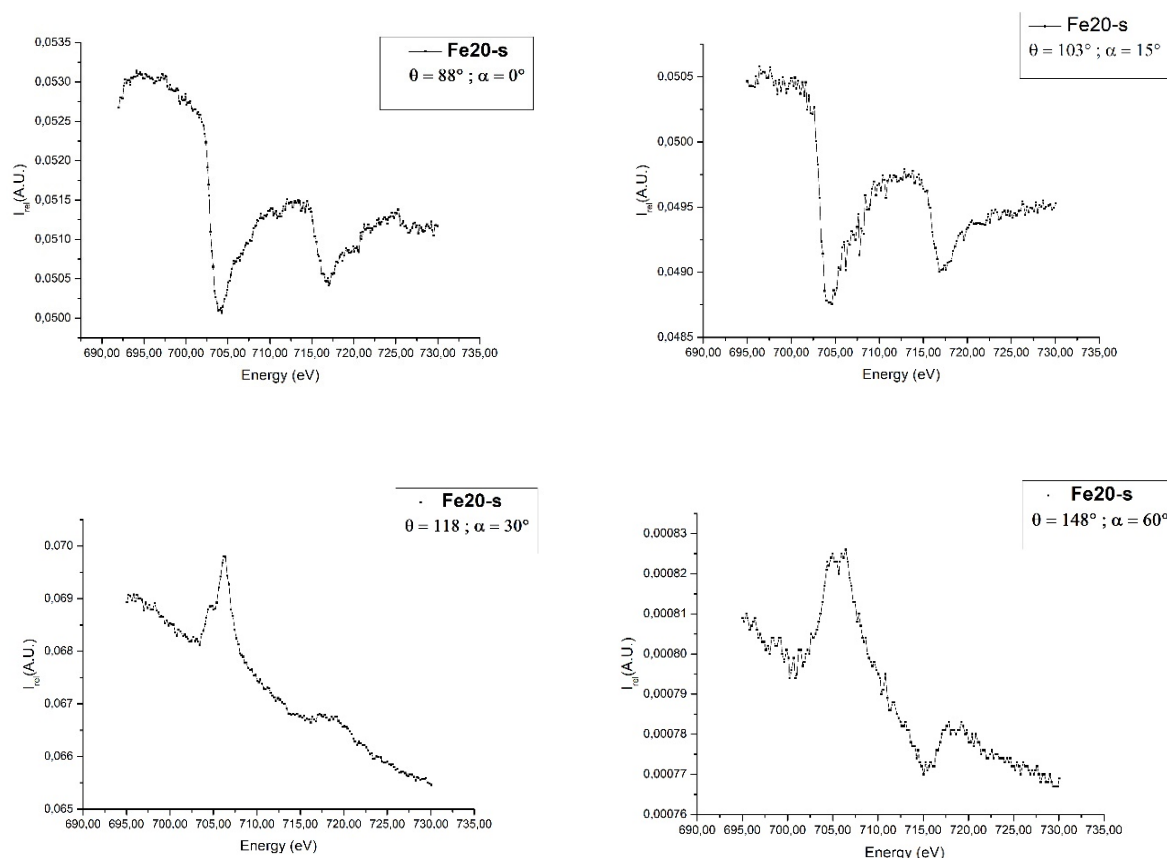 Fe20-s
θ = 88° ; α = 0°
0,0535
0,0530
0,0525
0,0520
0,0515
0,0510
0,0505
0,0500
I_rel(A.U.)
690,00 695,00 700,00 705,00 710,00 715,00 720,00 725,00 730,00 735,00
Energy (eV)
Fe20-s
θ = 103° ; α = 15°
0,0505
0,0500
0,0495
0,0490
0,0485
I_rel(A.U.)
690,00 695,00 700,00 705,00 710,00 715,00 720,00 725,00 730,00 735,00
Energy (eV)
Fe20-s
θ = 118 ; α = 30°
0,070
0,069
0,068
0,067
0,066
0,065
I_rel(A.U.)
690,00 695,00 700,00 705,00 710,00 715,00 720,00 725,00 730,00 735,00
Energy (eV)
Fe20-s
θ = 148° ; α = 60°
0,00083
0,00082
0,00081
0,00080
0,00079
0,00078
0,00077
0,00076
I_rel(A.U.)
690,00 695,00 700,00 705,00 710,00 715,00 720,00 725,00 730,00 735,00
Energy (eV)